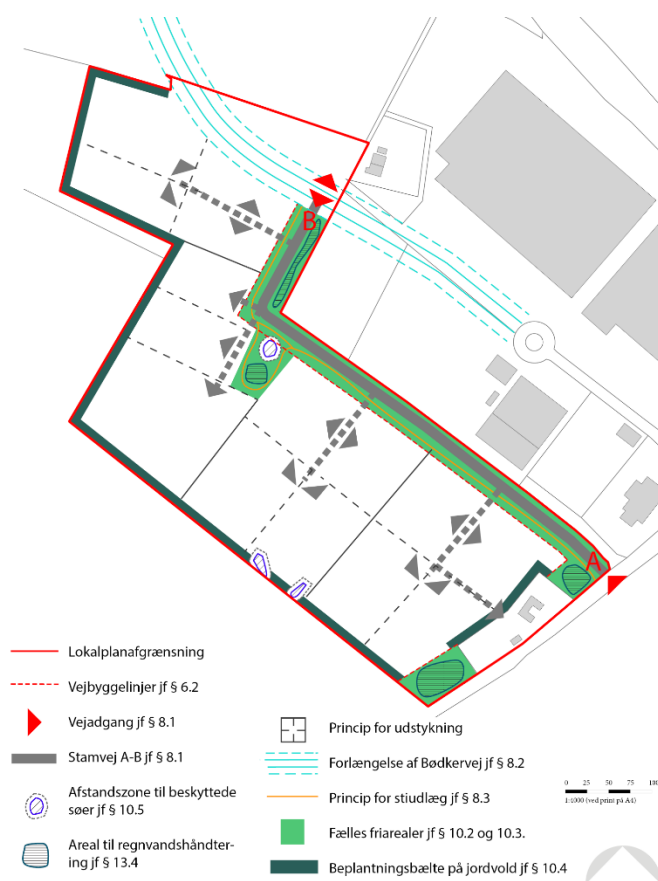 B
A
Lokalplanafgrænsning
Vejbyggelinjer jf § 6.2
Vejadgang jf § 8.1
Stamvej A-B jf § 8.1
Afstandszone til beskyttede
søer jf § 10.5
Areal til regnvandshåndter-
ing jf § 13.4
Princip for udstykning
Forlængelse af Bødkervej jf § 8.2
Princip for stiudlæg jf § 8.3
Fælles friarealer jf § 10.2 og 10.3.
Beplantningsbælte på jordvold jf § 10.4
0 25 50 75 100
1:4000 (ved print på A4)